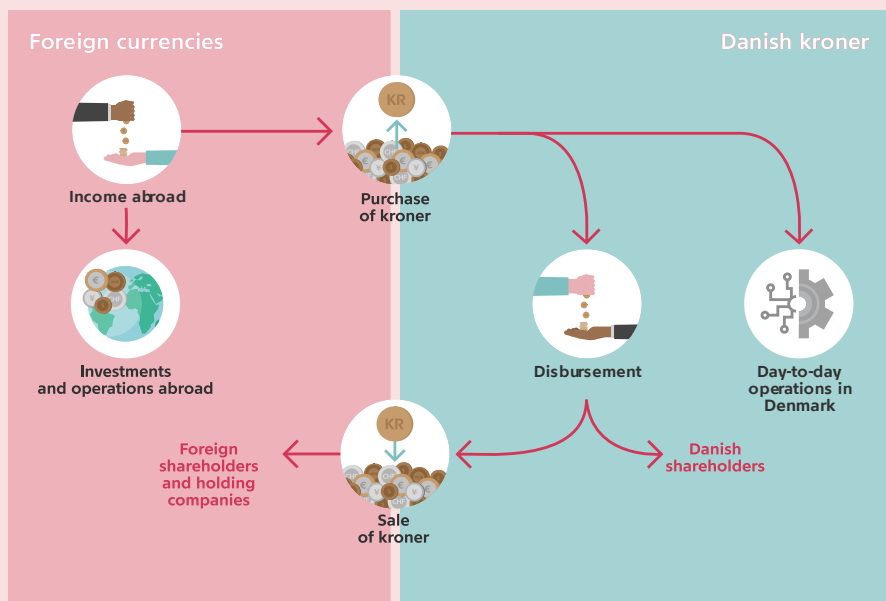 Foreign currencies
Danish kroner
KR
Income abroad
Purchase
of kroner
Investments
and operations abroad
Disbursement
Day-to-day
operations in
Denmark
KR
Foreign
shareholders
and holding
companies
Danish
shareholders
Sale
of kroner